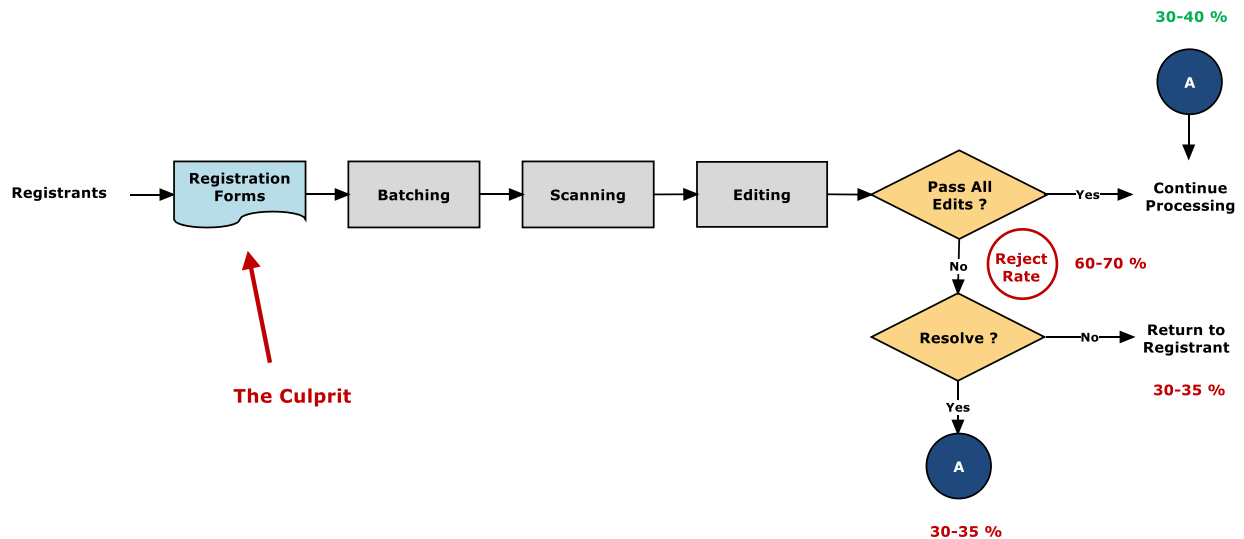 30-40 %
A
Registrants
Registration
Forms
Batching
Scanning
Editing
Pass All
Edits ?
Yes
Continue
Processing
No
Reject
Rate
60-70 %
Resolve ?
No
Return to
Registrant
30-35 %
The Culprit
Yes
A
30-35 %